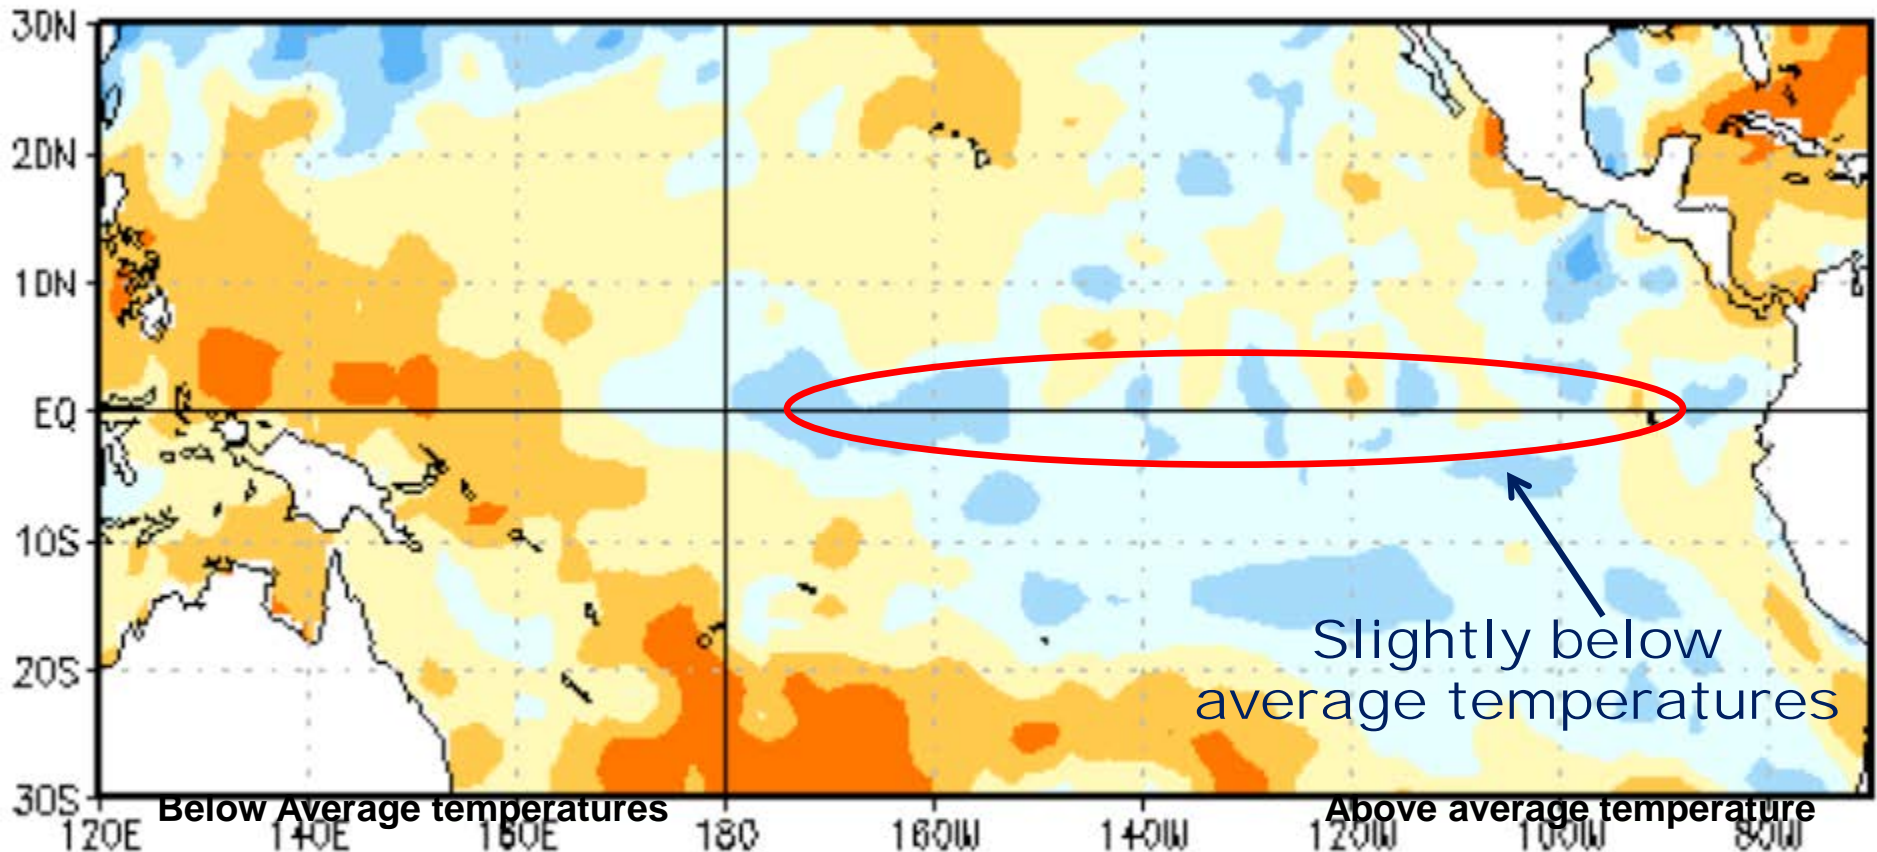 30N
20N
10N
EQ
10S
20S
30S
Slightly below
average temperatures
Below Average temperatures
Above average temperature
120E 140E 160E 180 160W 140W 120W 100W 80W